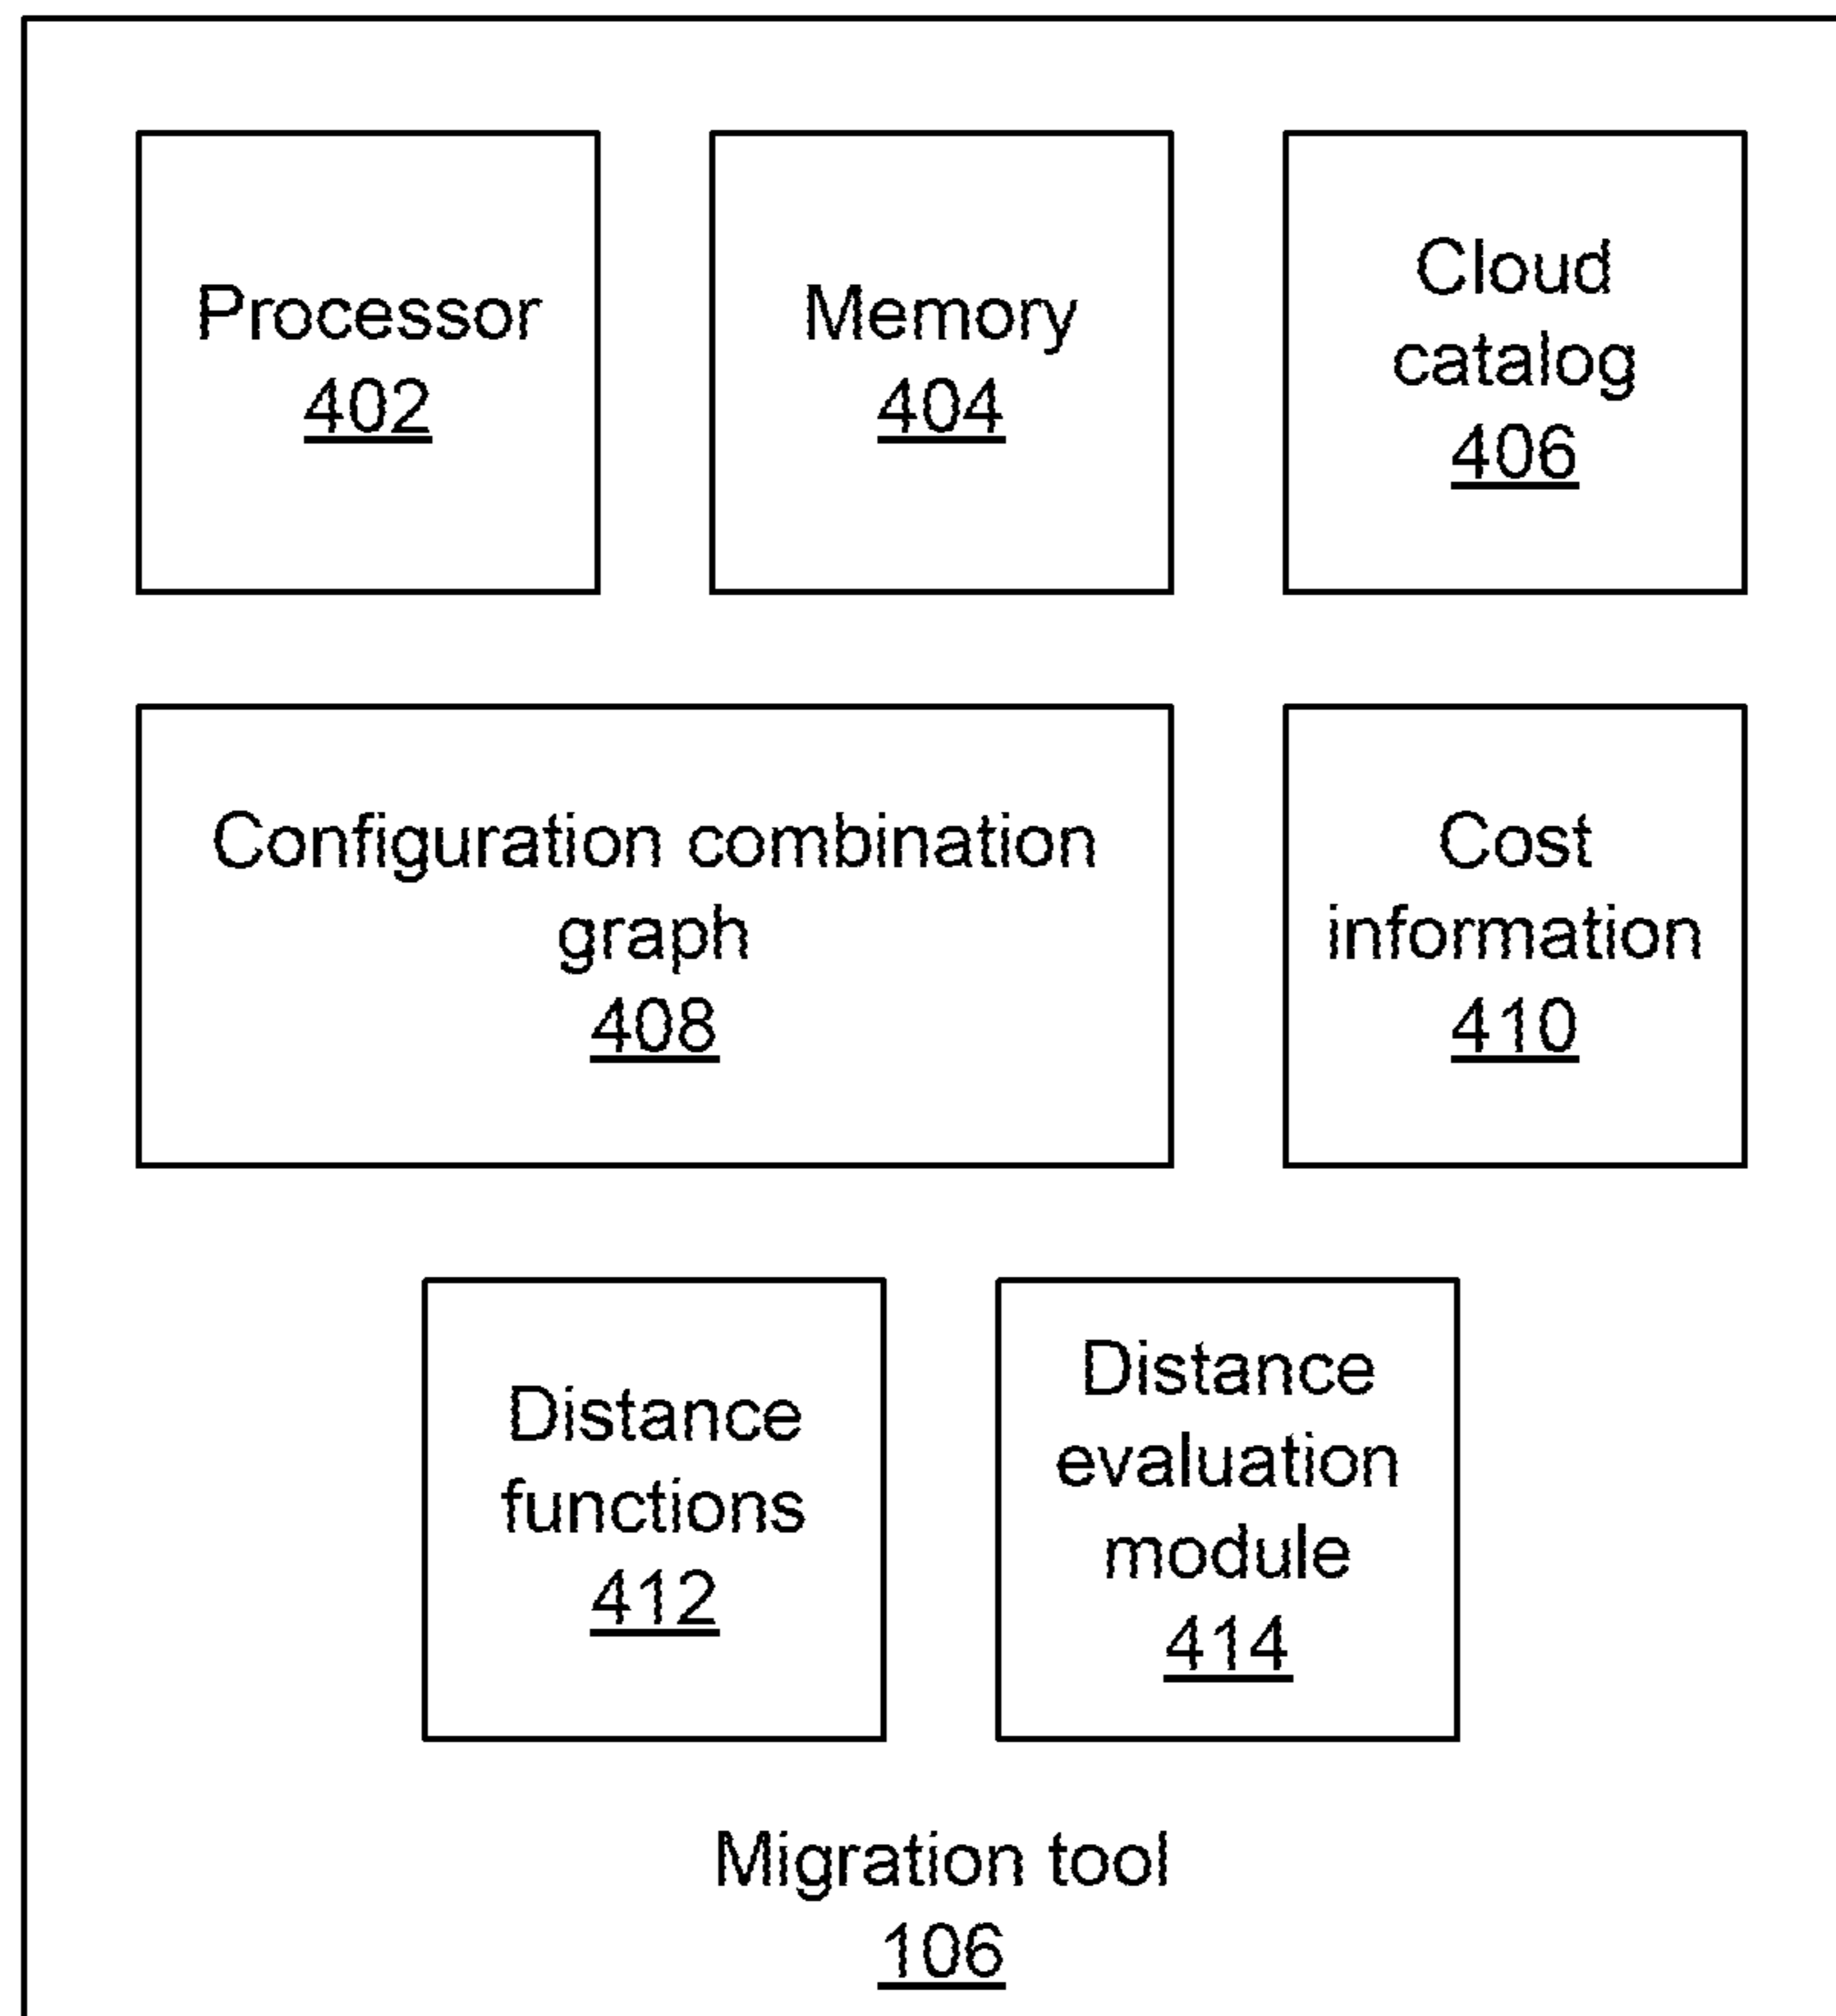 Processor
402
Memory
404
Cloud
catalog
406
Configuration combination
graph
408
Cost
information
410
Distance
functions
412
Distance
evaluation
module
414
Migration tool
106